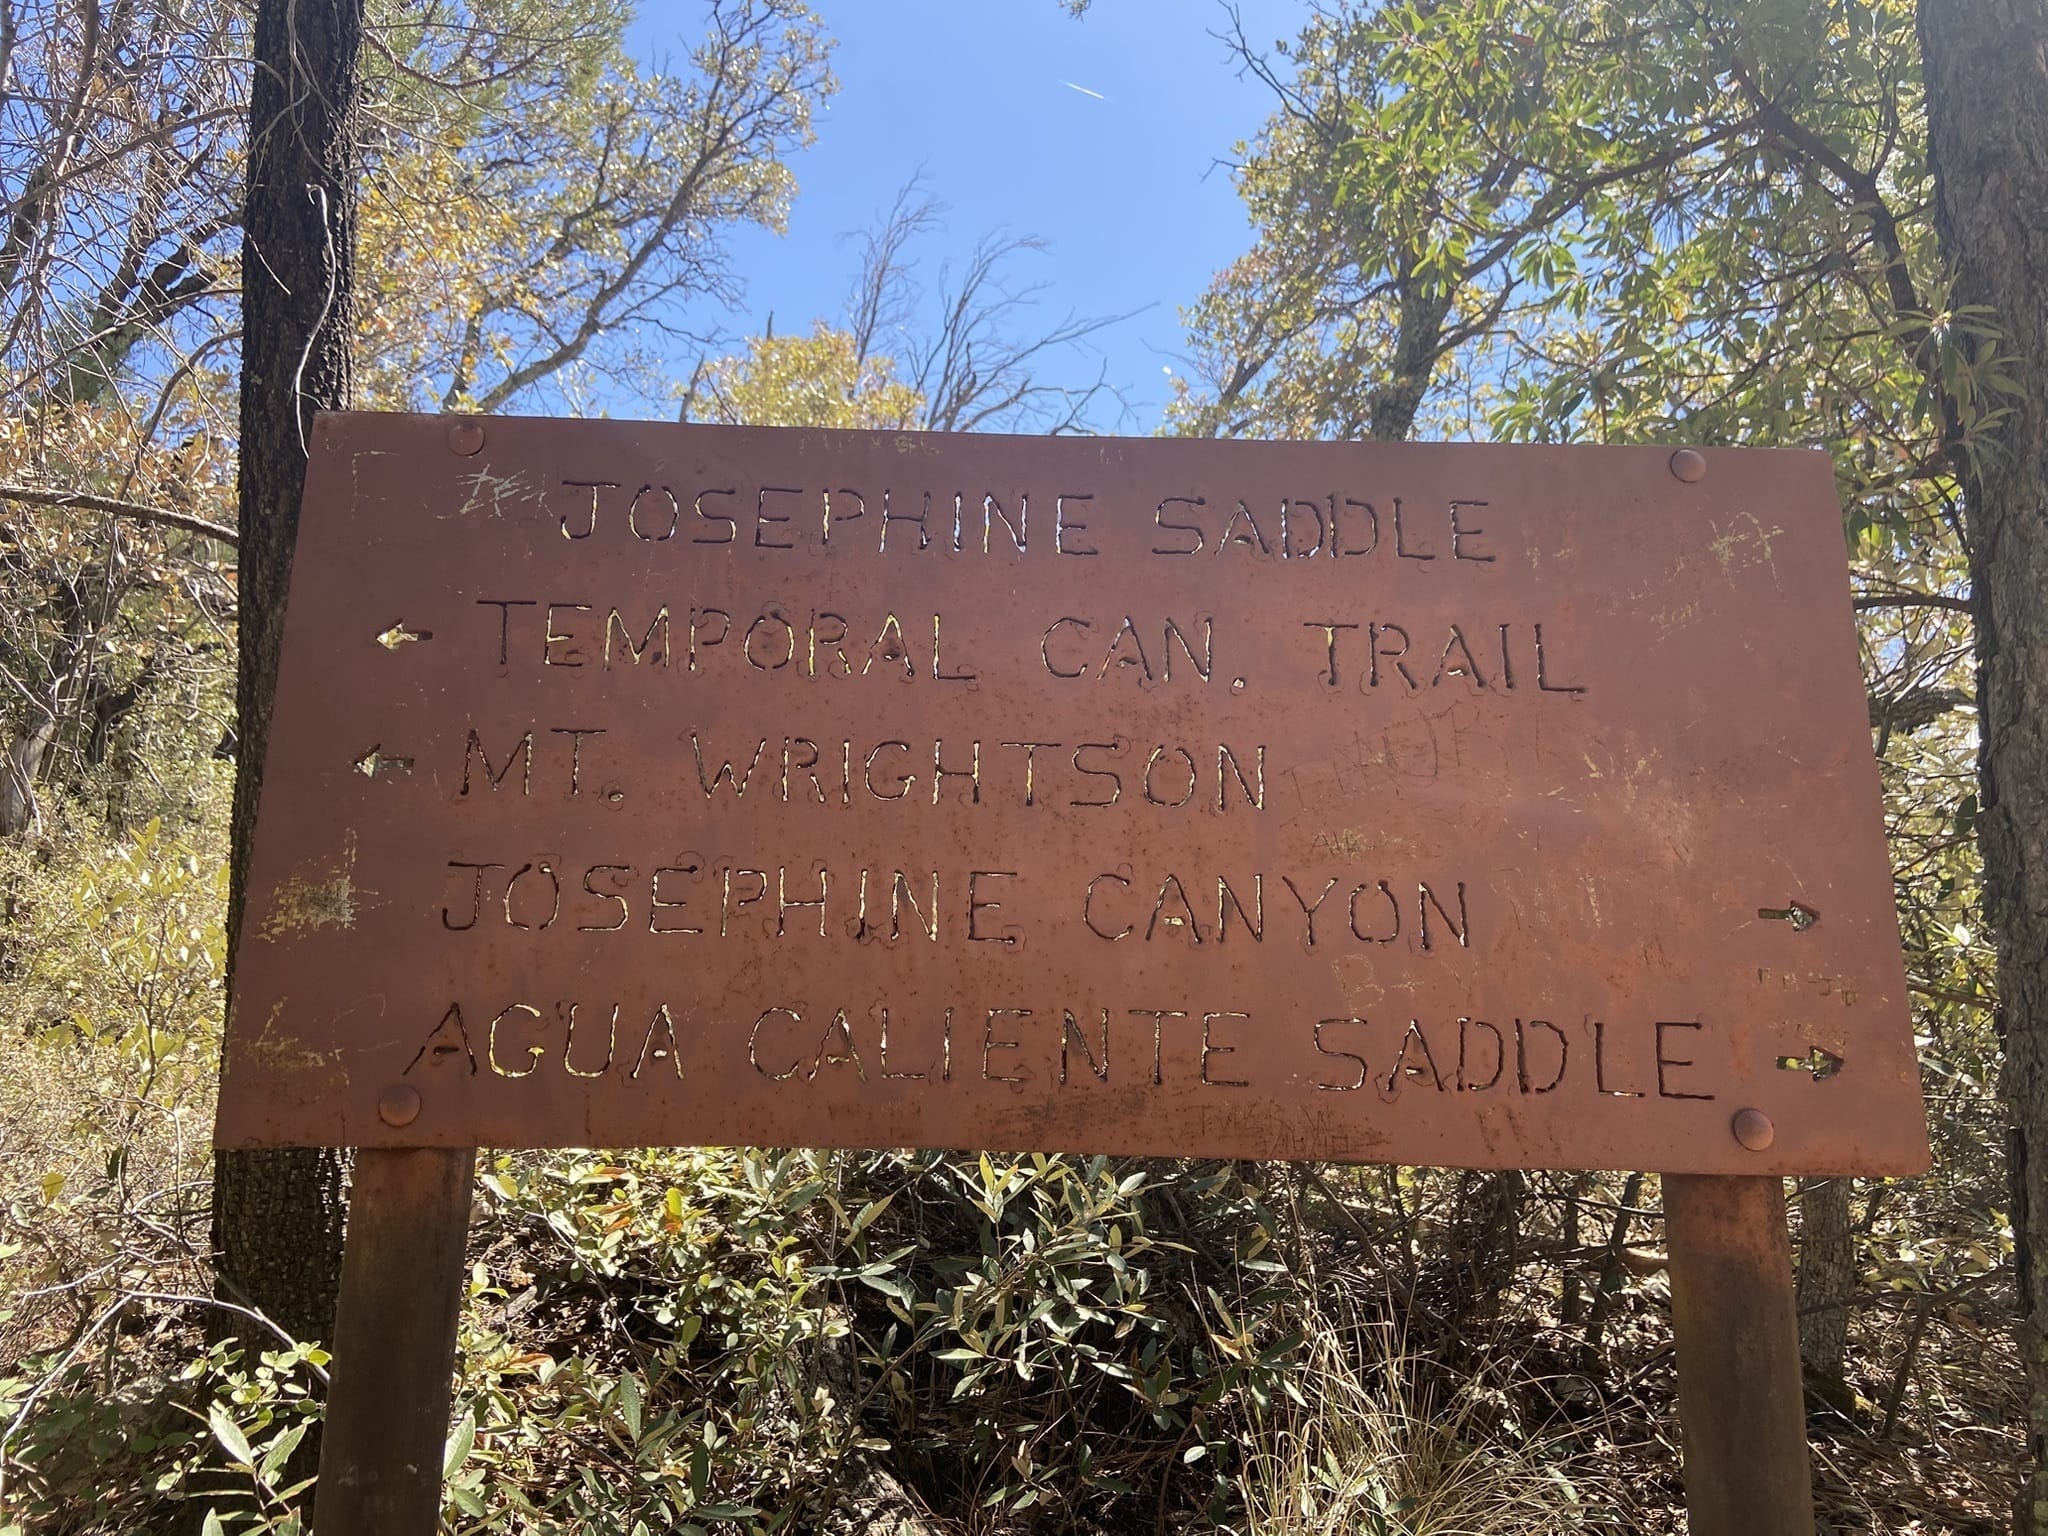 JOSEPHINE SADDLE
← TEMPORAL CAN. TRAIL
← MT. WRIGHTSON
JOSEPHINE CANYON →
AGUA CALIENTE SADDLE →